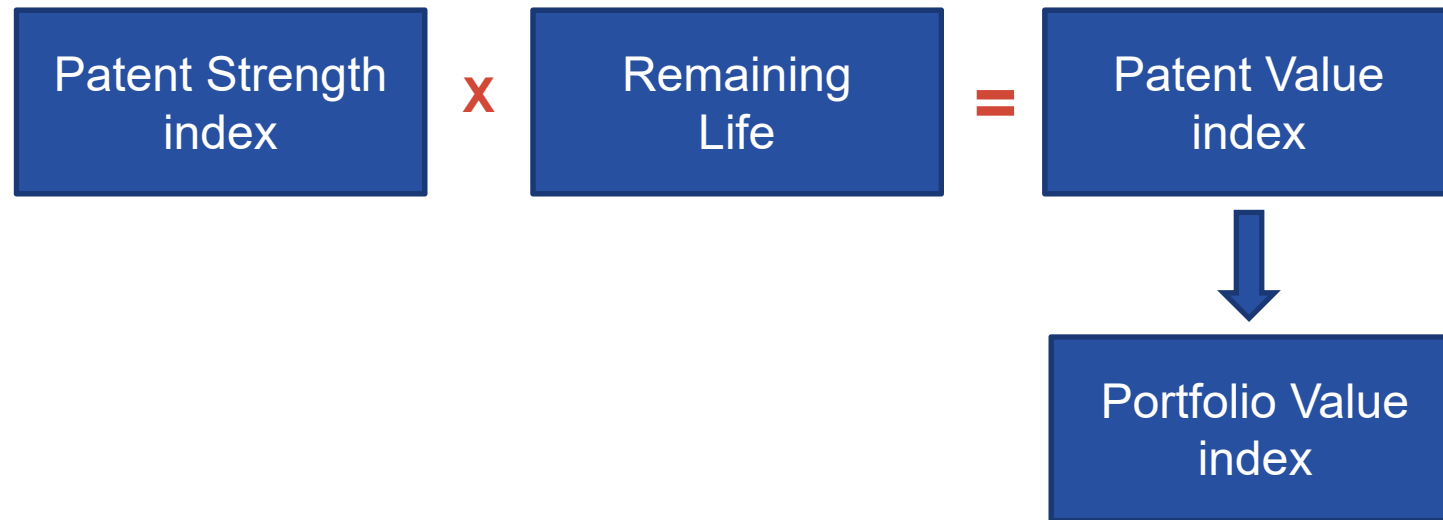 Patent Strength
index
x
Remaining
Life
=
Patent Value
index
Portfolio Value
index